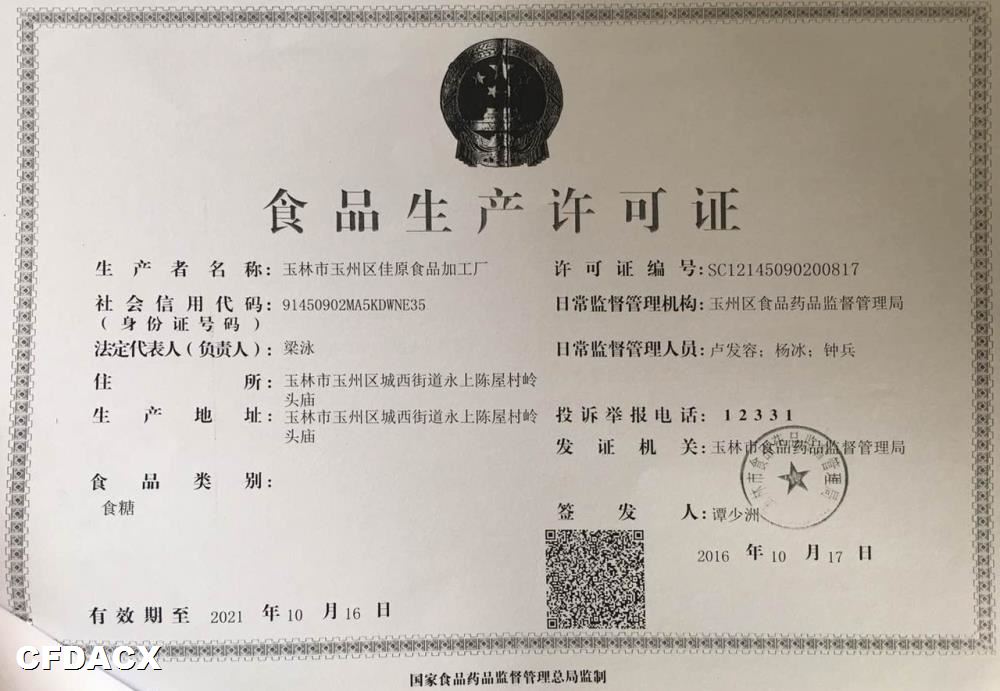 食品生产许可证
生产者名称：玉林市玉州区佳原食品加工厂
许可证编号：SC12145090200817
社会信用代码：91450902MA5KDWNE35
（身份证号码）
日常监督管理机构：玉州区食品药品监督管理局
法定代表人（负责人）：梁泳
日常监督管理人员：卢发容；杨冰；钟兵
住所：玉林市玉州区城西街道永上陈屋村岭
头庙
生产地址：玉林市玉州区城西街道永上陈屋村岭
头庙
投诉举报电话：12331
发证机关：玉林市食品药品监督管理局
食品类别：
食糖
签发人：谭少洲
2016 年 10 月 17 日
有效期至 2021 年 10 月 16 日
CFDACX
国家食品药品监督管理总局监制